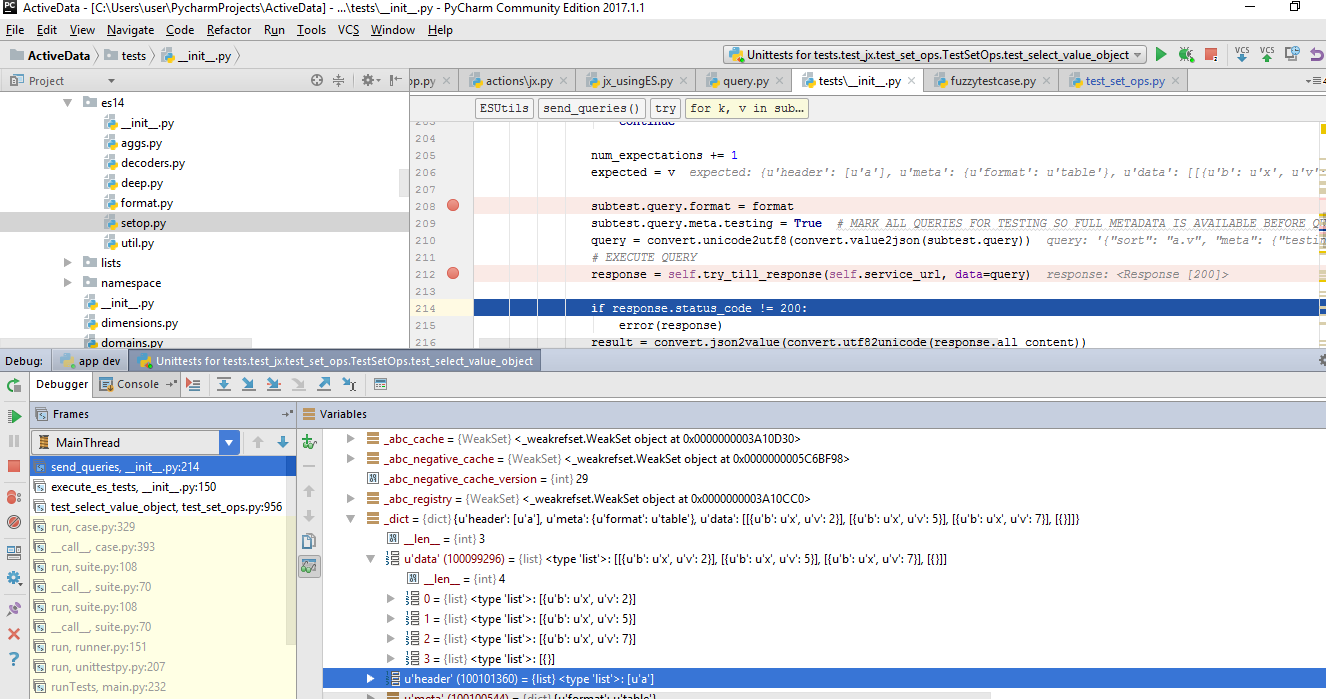 ActiveData - [C:\Users\user\PycharmProjects\ActiveData] - ...\tests\__init__.py - PyCharm Community Edition 2017.1.1
File Edit View Navigate Code Refactor Run Tools VCS Window Help
ActiveData tests __init__.py
Unittests for tests.test_jx.test_set_ops.TestSetOps.test_select_value_object
VCS VCS
Project
op.py actions\jx.py jx_usingES.py query.py tests\__init__.py fuzzytestcase.py test_set_ops.py
es14
__init__.py
aggs.py
decoders.py
deep.py
format.py
setop.py
util.py
lists
namespace
__init__.py
dimensions.py
domains.py
ESUtils send_queries() try for k, v in sub...
203 continue
204
205 num_expectations += 1
206 expected = v expected: {u'header': [u'a'], u'meta': {u'format': u'table'}, u'data': [[{u'b': u'x', u'v':
207
208 subtest.query.format = format
209 subtest.query.meta.testing = True # MARK ALL QUERIES FOR TESTING SO FULL METADATA IS AVAILABLE BEFORE
210 query = convert.unicode2utf8(convert.value2json(subtest.query)) query: '{"sort": "a.v", "meta": {"testing
211 # EXECUTE QUERY
212 response = self.try_till_response(self.service_url, data=query) response: <Response [200]>
213
214 if response.status_code != 200:
215 error(response)
216 result = convert.json2value(convert.utf82unicode(response.all_content))
Debug: app dev Unittests for tests.test_jx.test_set_ops.TestSetOps.test_select_value_object
Debugger Console
Frames
MainThread
send_queries, __init__.py:214
execute_es_tests, __init__.py:150
test_select_value_object, test_set_ops.py:956
run, case.py:329
__call__, case.py:393
run, suite.py:108
__call__, suite.py:70
run, suite.py:108
__call__, suite.py:70
run, runner.py:151
run, unittestpy.py:207
runTests, main.py:232
Variables
_abc_cache = {WeakSet} <_weakrefset.WeakSet object at 0x0000000003A10D30>
_abc_negative_cache = {WeakSet} <_weakrefset.WeakSet object at 0x0000000005C6BF98>
_abc_negative_cache_version = {int} 29
_abc_registry = {WeakSet} <_weakrefset.WeakSet object at 0x0000000003A10CC0>
_dict = {dict} {u'header': [u'a'], u'meta': {u'format': u'table'}, u'data': [[{u'b': u'x', u'v': 2}], [{u'b': u'x', u'v': 5}], [{u'b': u'x', u'v': 7}], [{}]]}
__len__ = {int} 3
u'data' (100099296) = {list} <type 'list'>: [[{u'b': u'x', u'v': 2}], [{u'b': u'x', u'v': 5}], [{u'b': u'x', u'v': 7}], [{}]]
__len__ = {int} 4
0 = {list} <type 'list'>: [{u'b': u'x', u'v': 2}]
1 = {list} <type 'list'>: [{u'b': u'x', u'v': 5}]
2 = {list} <type 'list'>: [{u'b': u'x', u'v': 7}]
3 = {list} <type 'list'>: [{}]
u'header' (100101360) = {list} <type 'list'>: [u'a']
u'meta' (100100544) = {dict} {u'format': u'table'}